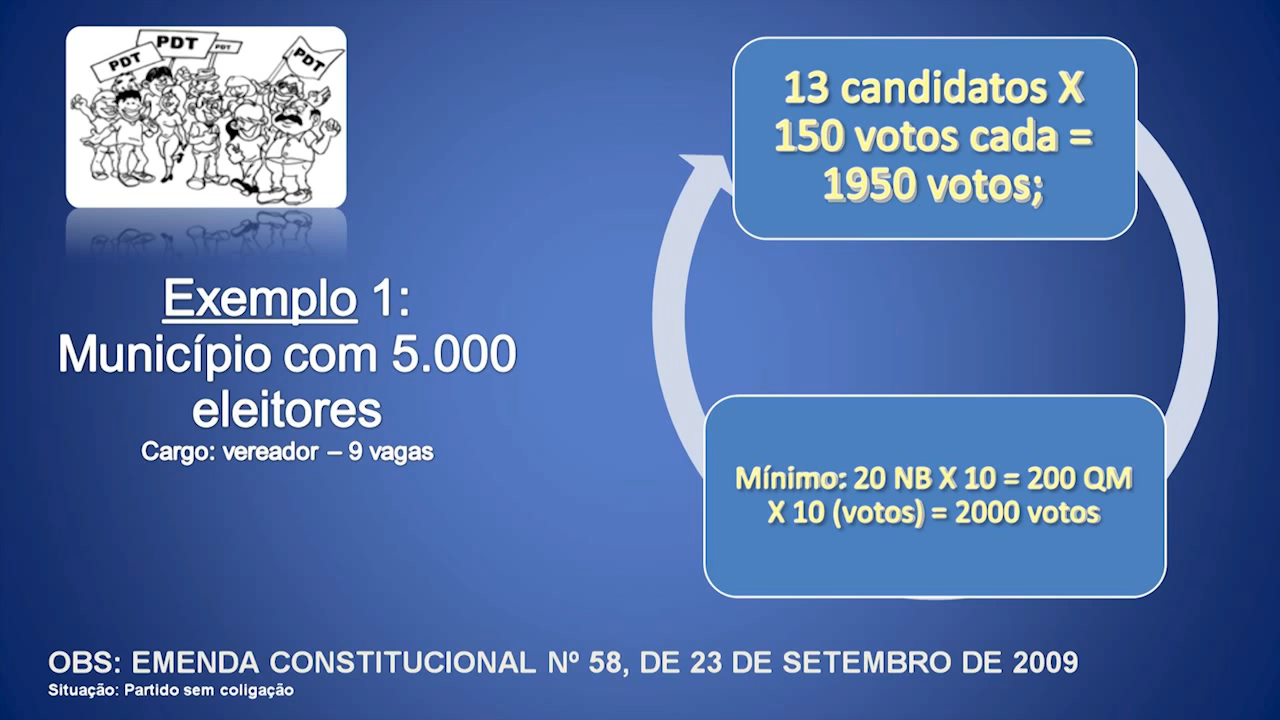 PDT
PDT
PDT
PDT
Exemplo 1:
Município com 5.000
eleitores
Cargo: vereador – 9 vagas
13 candidatos X
150 votos cada =
1950 votos;
Mínimo: 20 NB X 10 = 200 QM
X 10 (votos) = 2000 votos
OBS: EMENDA CONSTITUCIONAL Nº 58, DE 23 DE SETEMBRO DE 2009
Situação: Partido sem coligação